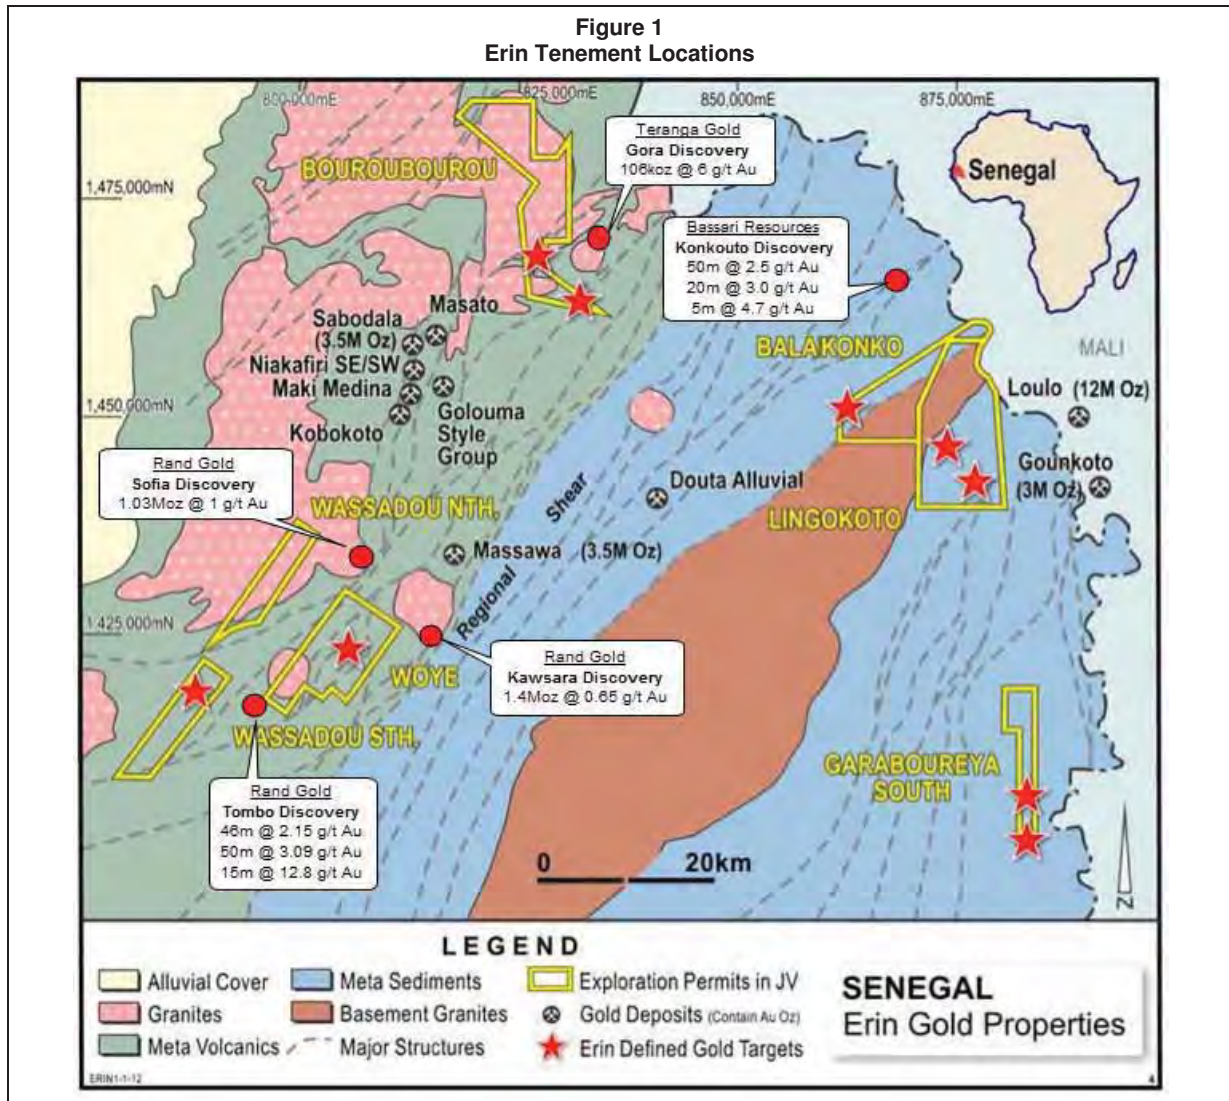 Figure 1
Erin Tenement Locations
800,000mE
825,000mE
850,000mE
875,000mE
Teranga Gold
Gora Discovery
106koz @ 6 g/t Au
Senegal
BOUROUBOUROU
1,475,000mN
Bassari Resources
Konkouto Discovery
50m @ 2.5 g/t Au
20m @ 3.0 g/t Au
5m @ 4.7 g/t Au
Masato
Sabodala
(3.5M Oz)
Niakafiri SE/SW
Maki Medina
Kobokoto
Golouma
Style
Group
BALAKONKO
MALI
Loulo (12M Oz)
1,450,000mN
Rand Gold
Sofia Discovery
1.03Moz @ 1 g/t Au
WASSADOU NTH.
Shear
Douta Alluvial
LINGOKOTO
Gounkoto
(3M Oz)
Massawa (3.5M Oz)
Regional
1,425,000mN
Rand Gold
Kawsara Discovery
1.4Moz @ 0.65 g/t Au
WOYE
WASSADOU STH.
GARABOUREYA
SOUTH
Rand Gold
Tombo Discovery
46m @ 2.15 g/t Au
50m @ 3.09 g/t Au
15m @ 12.8 g/t Au
0 20km
N
LEGEND
Alluvial Cover
Meta Sediments
Exploration Permits in JV
Granites
Basement Granites
Gold Deposits (Contain Au Oz)
Meta Volcanics
Major Structures
Erin Defined Gold Targets
SENEGAL
Erin Gold Properties
ERIN1-1-12
4